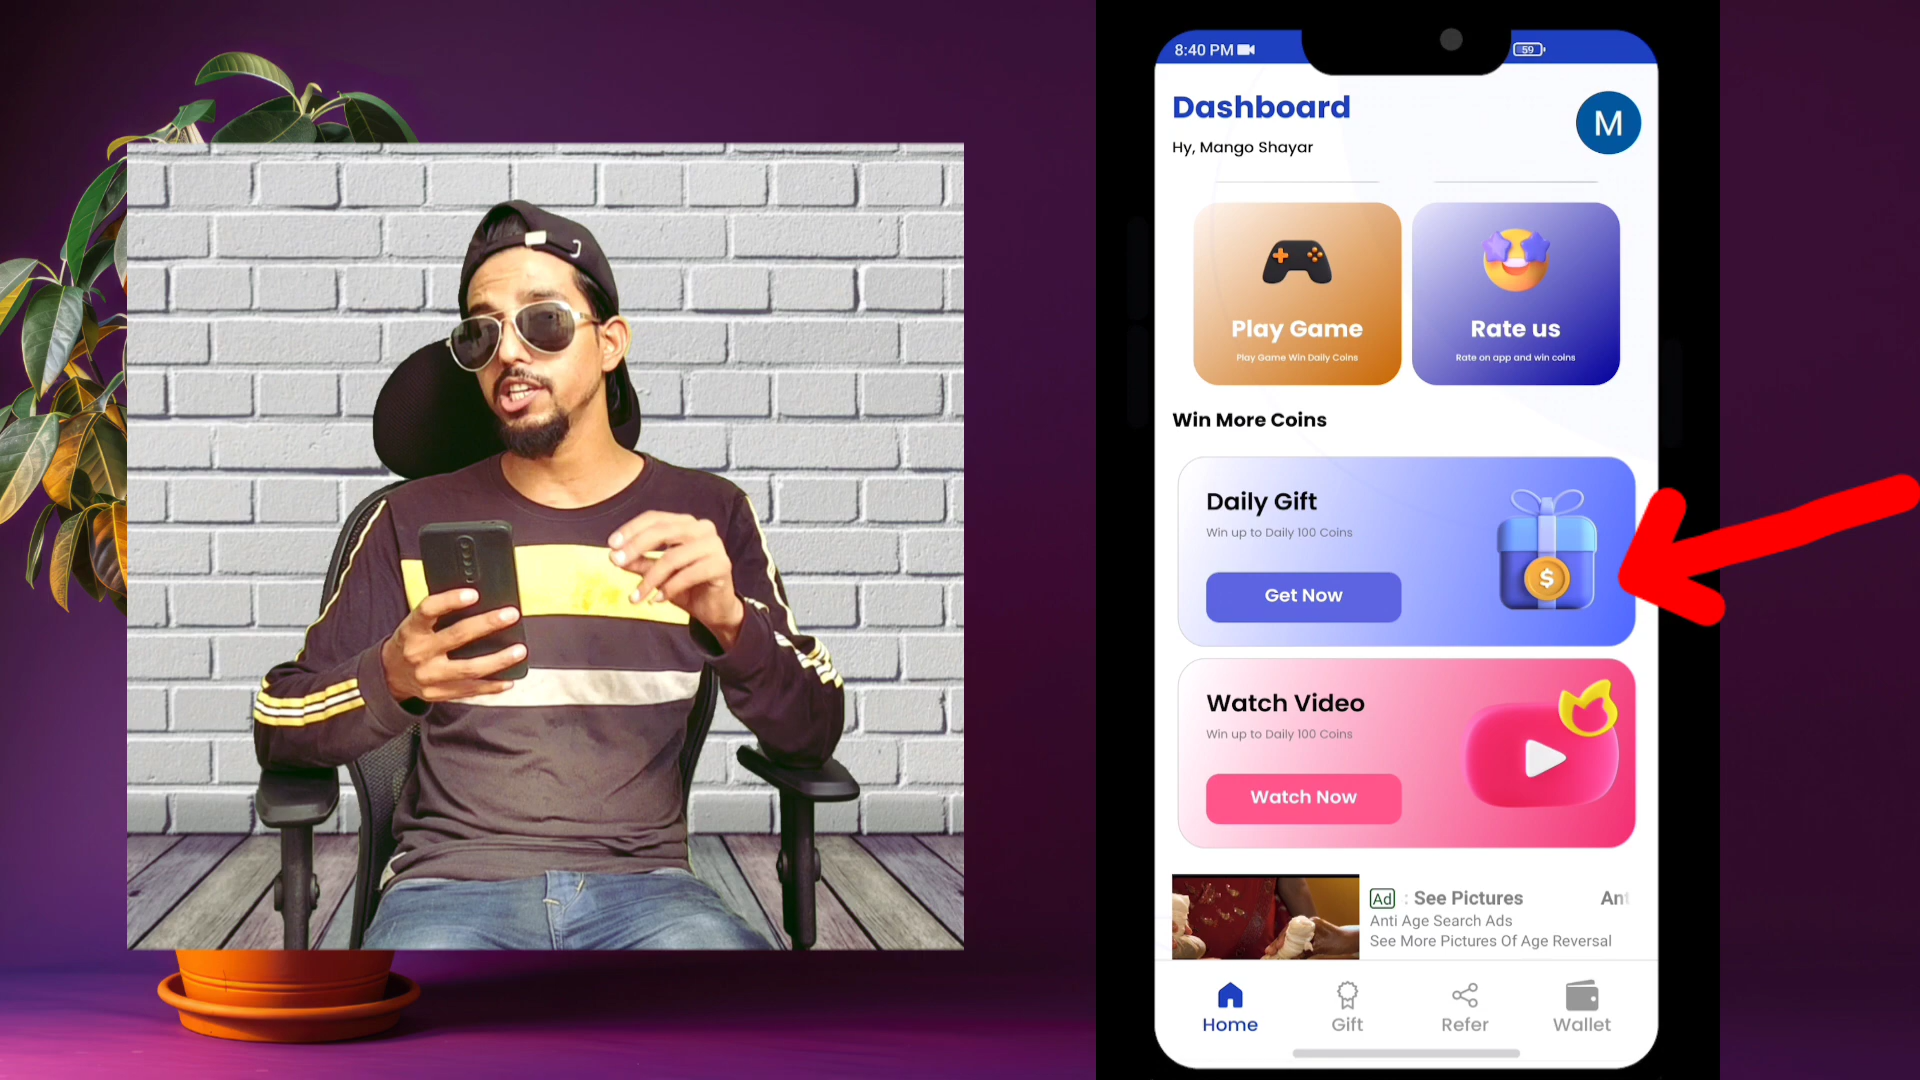 8:40 PM
59
Dashboard
M
Hy, Mango Shayar
Play Game
Play Game Win Daily Coins
Rate us
Rate on app and win coins
Win More Coins
Daily Gift
Win up to Daily 100 Coins
Get Now
$
Watch Video
Win up to Daily 100 Coins
Watch Now
Ad : See Pictures
Anti Age Search Ads
See More Pictures Of Age Reversal
Home
Gift
Refer
Wallet